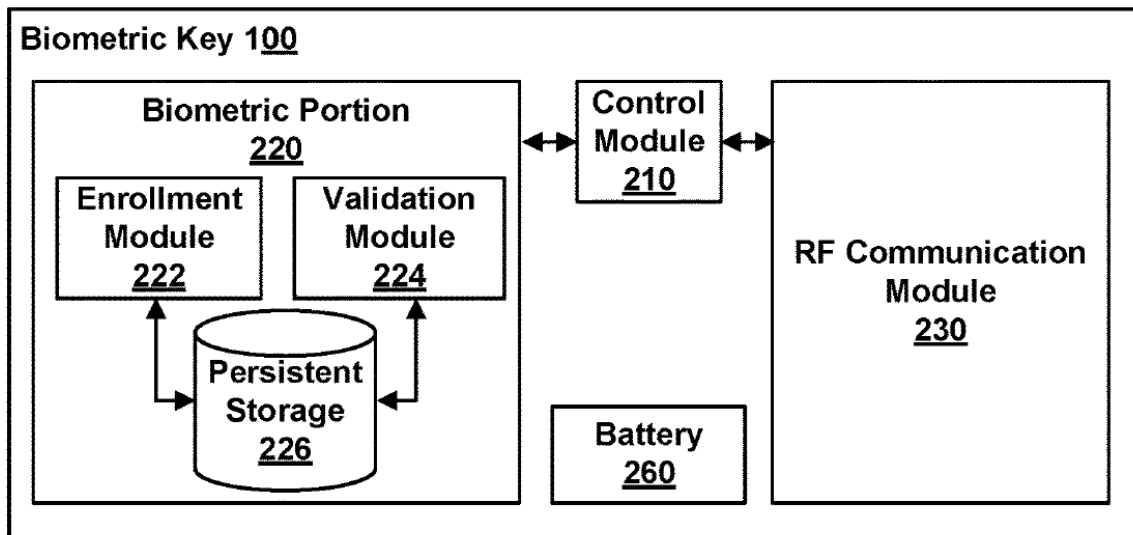 Biometric Key 100
Biometric Portion
220
Enrollment
Module
222
Validation
Module
224
Persistent
Storage
226
Control
Module
210
Battery
260
RF Communication
Module
230